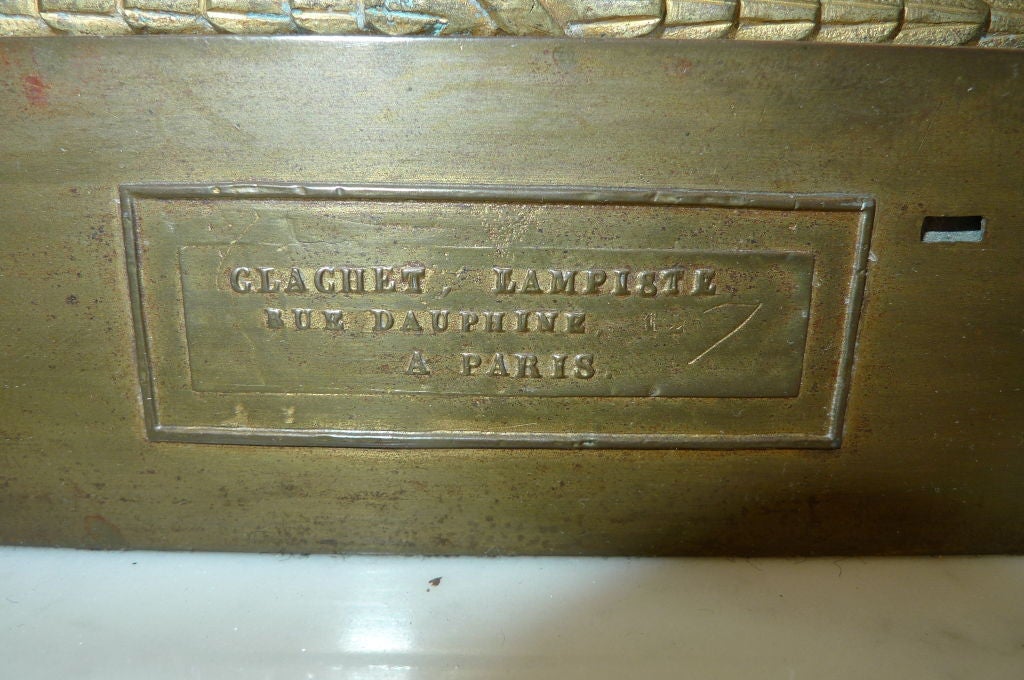 GLACHET, LAMPISTE
RUE DAUPHINE,
A PARIS.